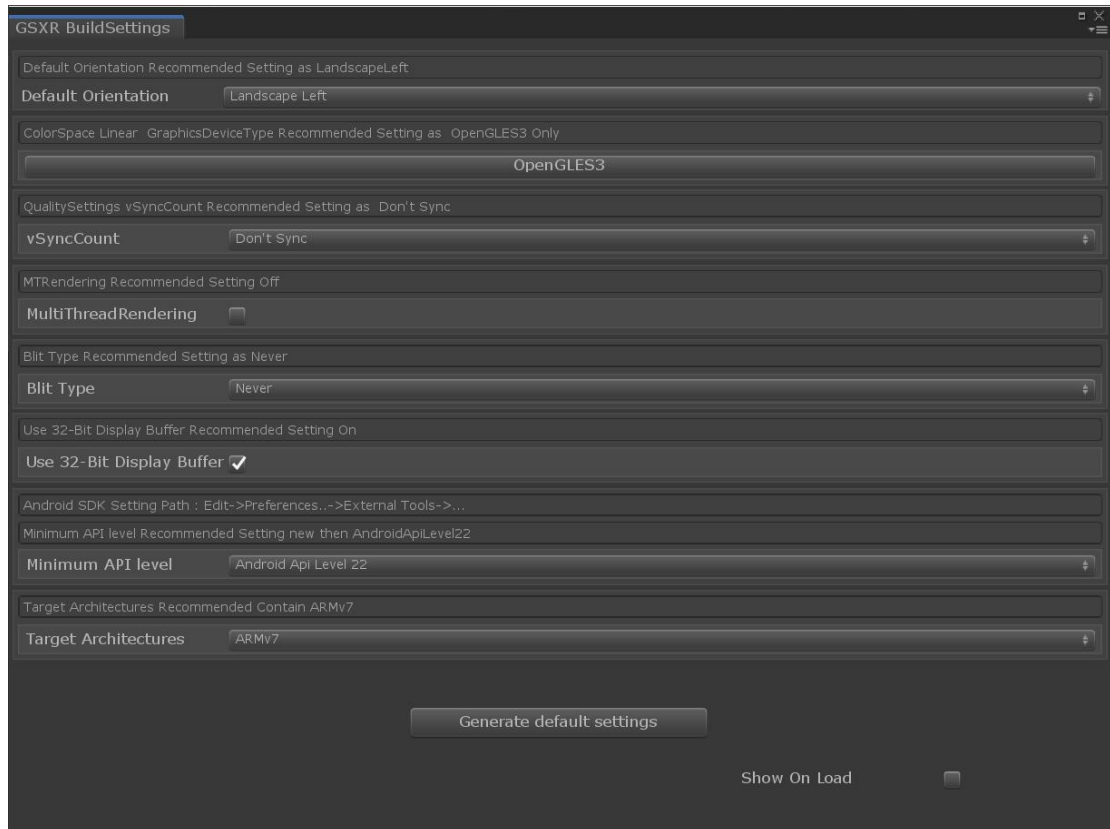 GSXR BuildSettings
Default Orientation Recommended Setting as LandscapeLeft
Default Orientation Landscape Left
ColorSpace Linear GraphicsDeviceType Recommended Setting as OpenGLES3 Only
OpenGLES3
QualitySettings vSyncCount Recommended Setting as Don't Sync
vSyncCount Don't Sync
MTRendering Recommended Setting Off
MultiThreadRendering
Blit Type Recommended Setting as Never
Blit Type Never
Use 32-Bit Display Buffer Recommended Setting On
Use 32-Bit Display Buffer
Android SDK Setting Path : Edit->Preferences..->External Tools->...
Minimum API level Recommended Setting new then AndroidApiLevel22
Minimum API level Android Api Level 22
Target Architectures Recommended Contain ARMv7
Target Architectures ARMv7
Generate default settings
Show On Load